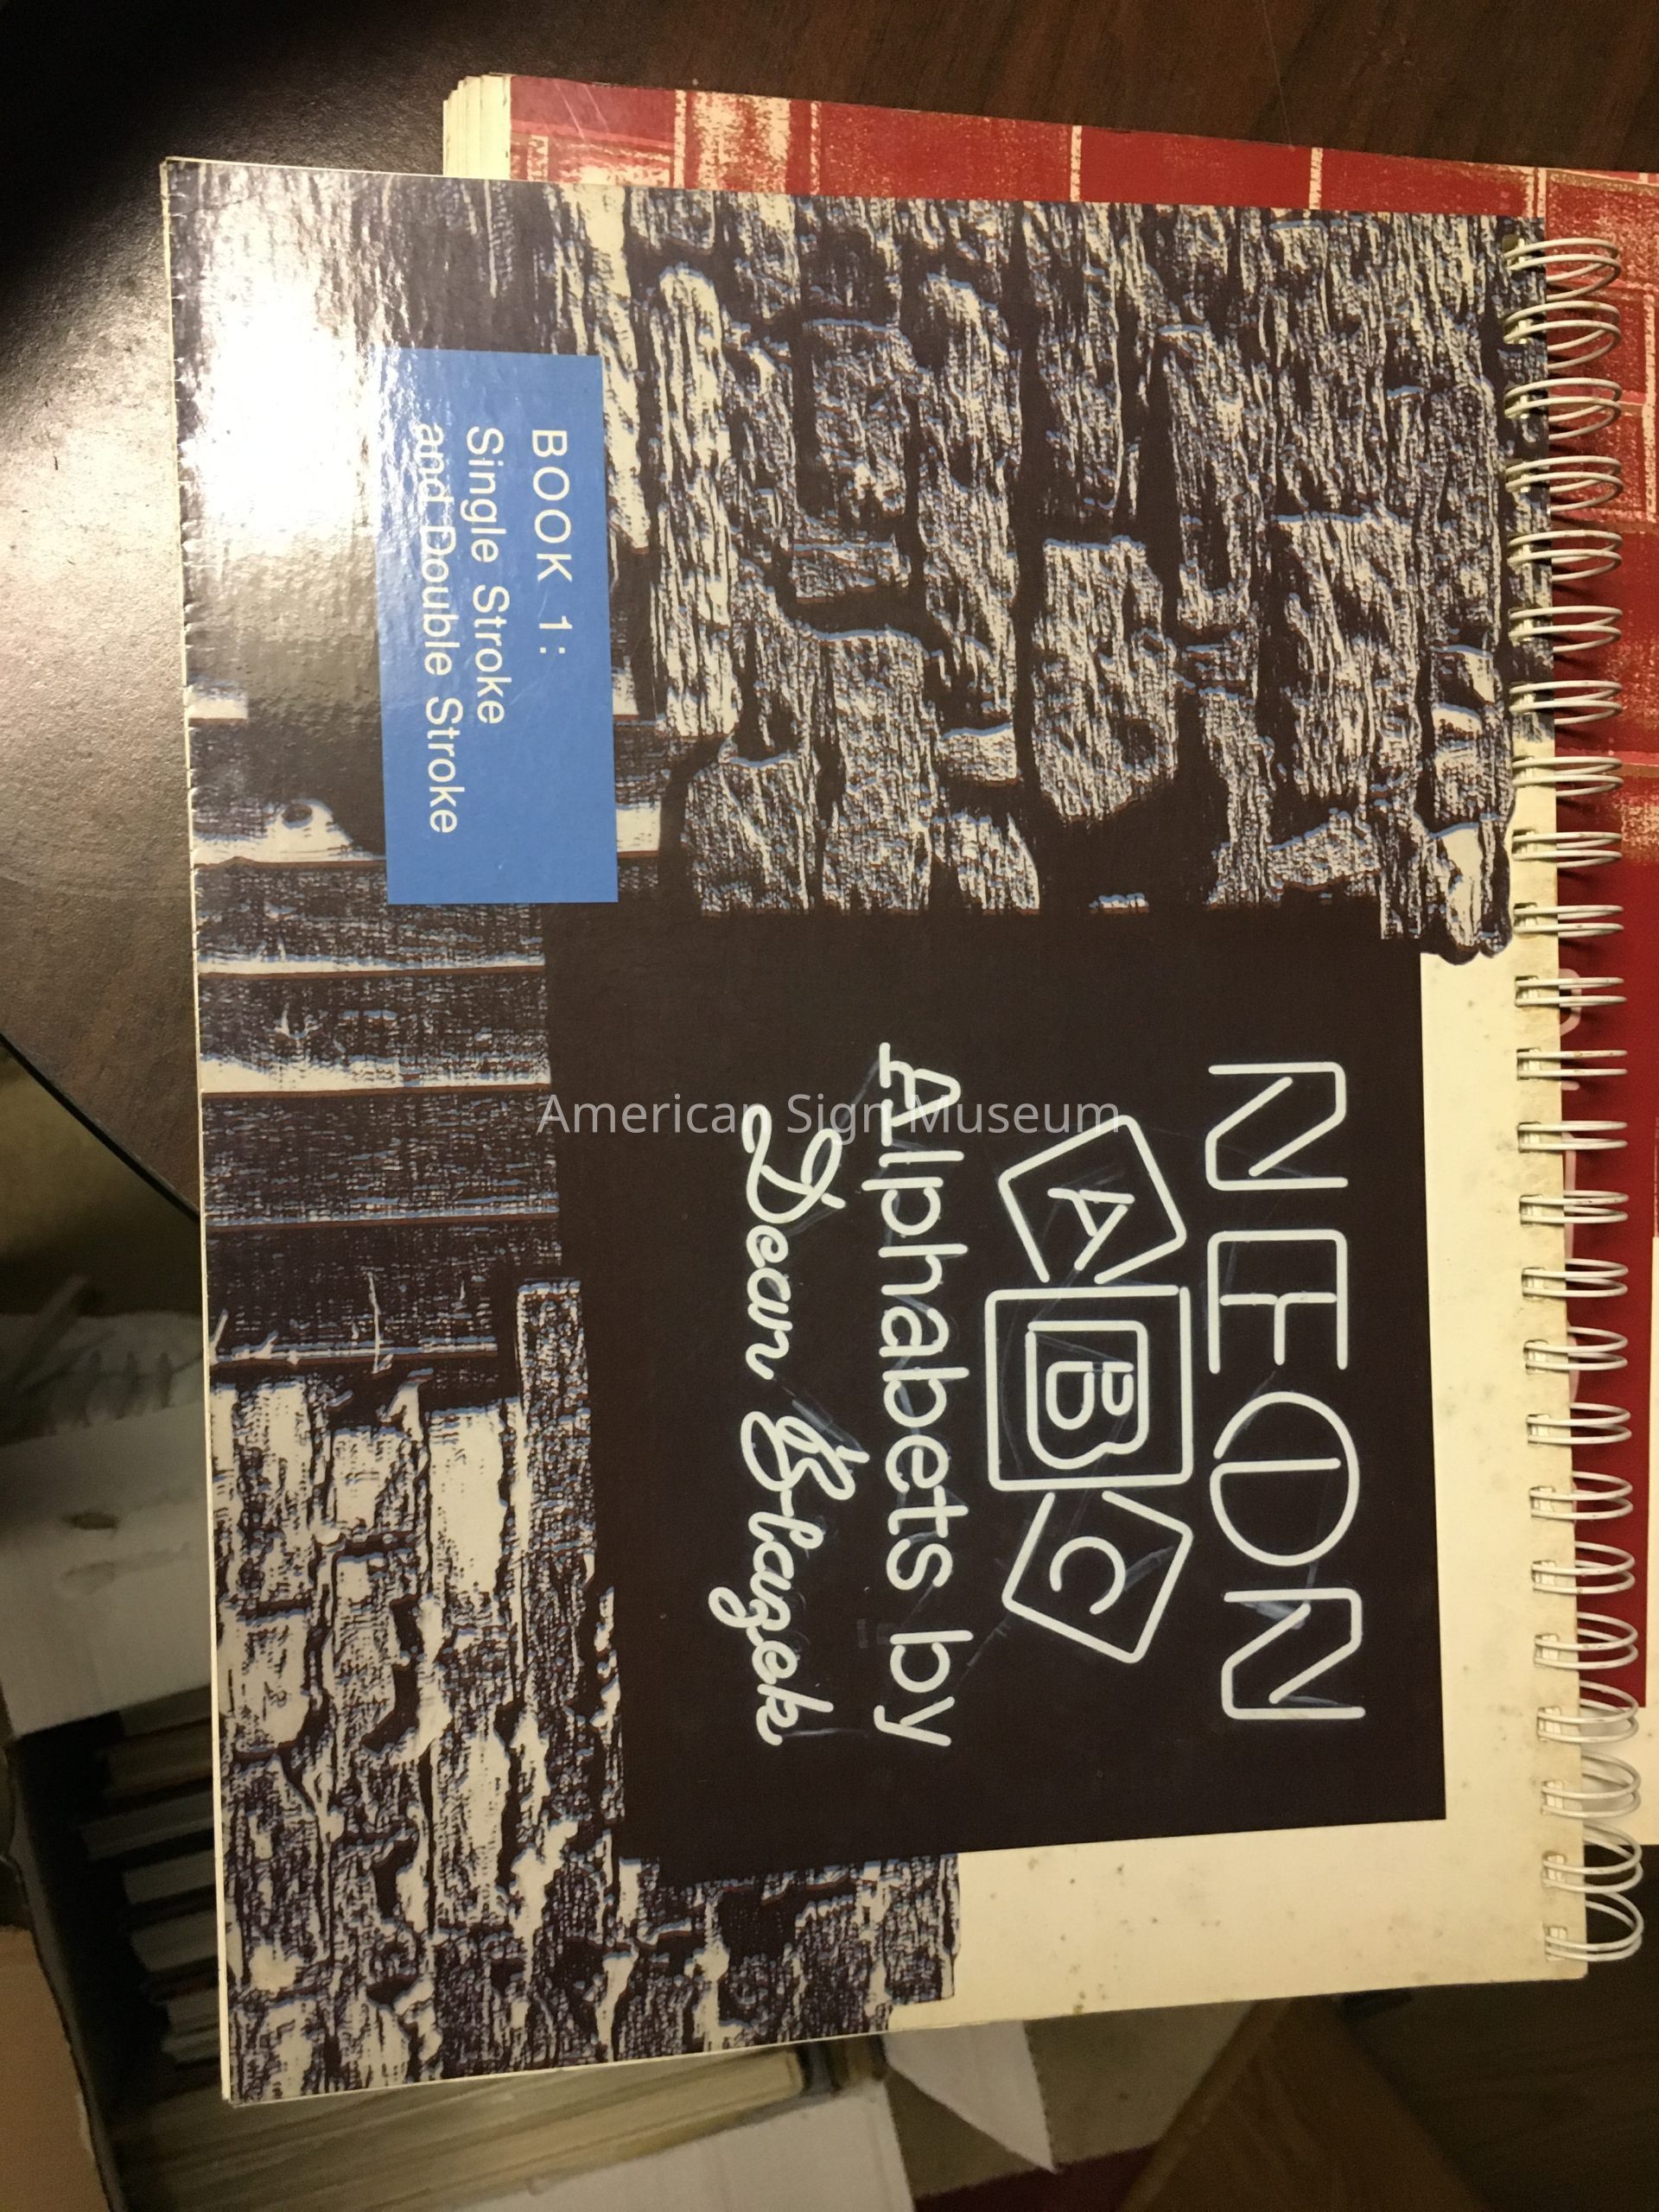 NEON
A B C
Alphabets by
Dean Blazek
BOOK 1:
Single Stroke
and Double Stroke
American Sign Museum